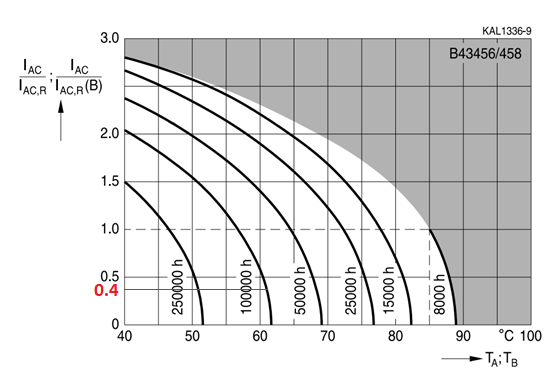 KAL1336-9
3.0
B43456/458
I_AC / I_AC,R ; I_AC / I_AC,R (B)
2.0
1.5
1.0
0.5
0.4
0
250000 h
100000 h
50000 h
25000 h
15000 h
8000 h
40 50 60 70 80 90 °C 100
T_A; T_B